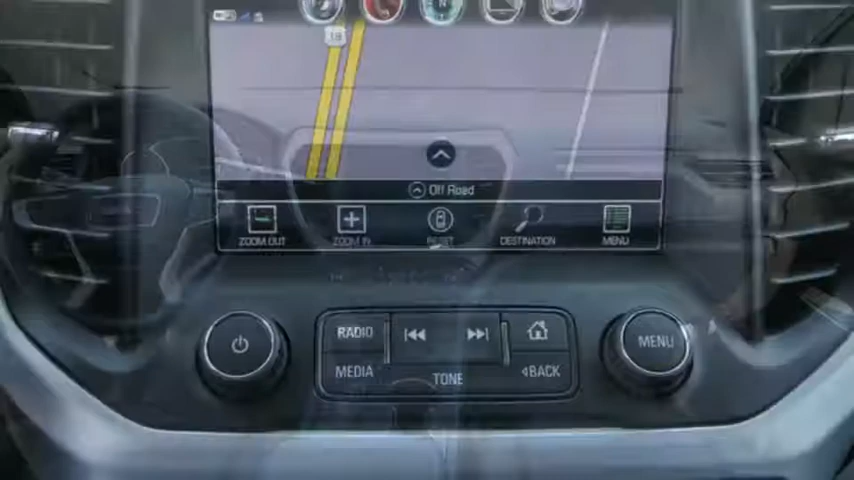 18
Off Road
ZOOM OUT
ZOOM IN
RESET
DESTINATION
MENU
RADIO
MEDIA
TONE
BACK
MENU